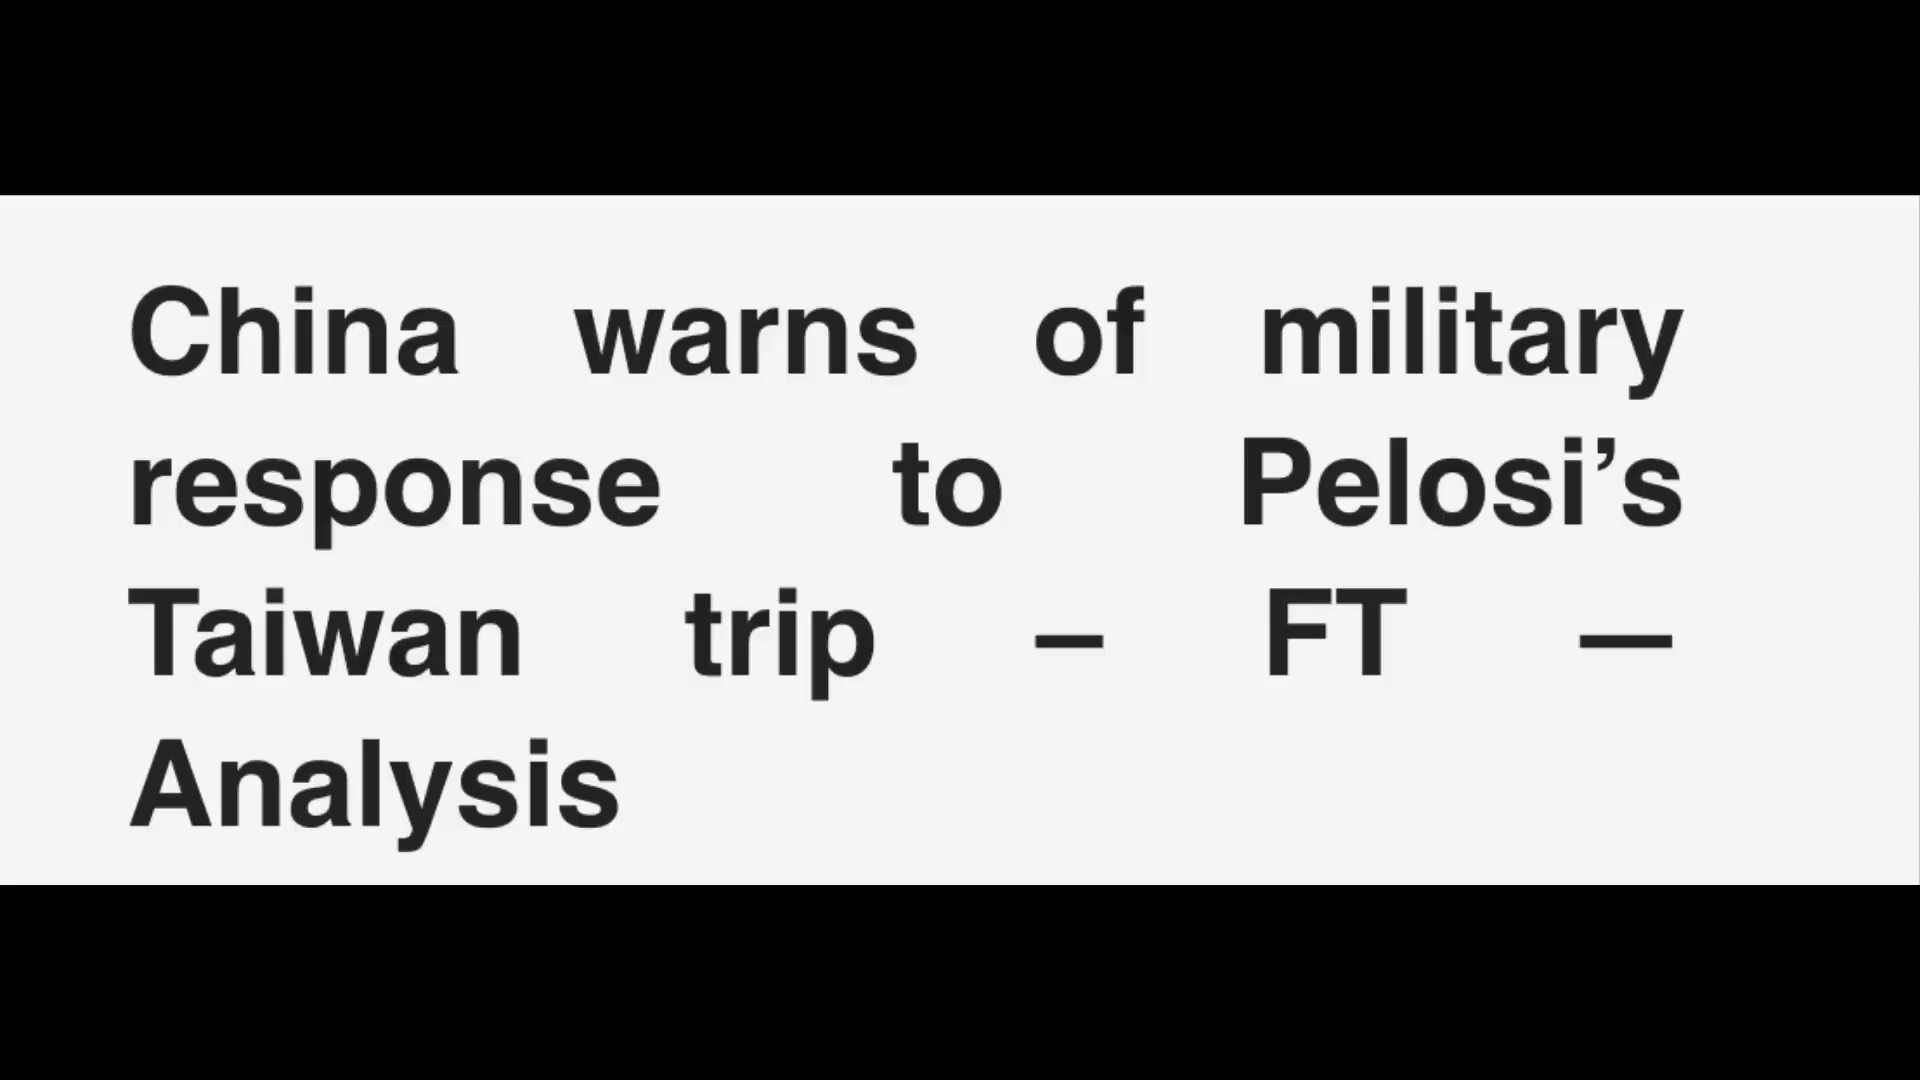 China warns of military
response to Pelosi’s
Taiwan trip – FT —
Analysis